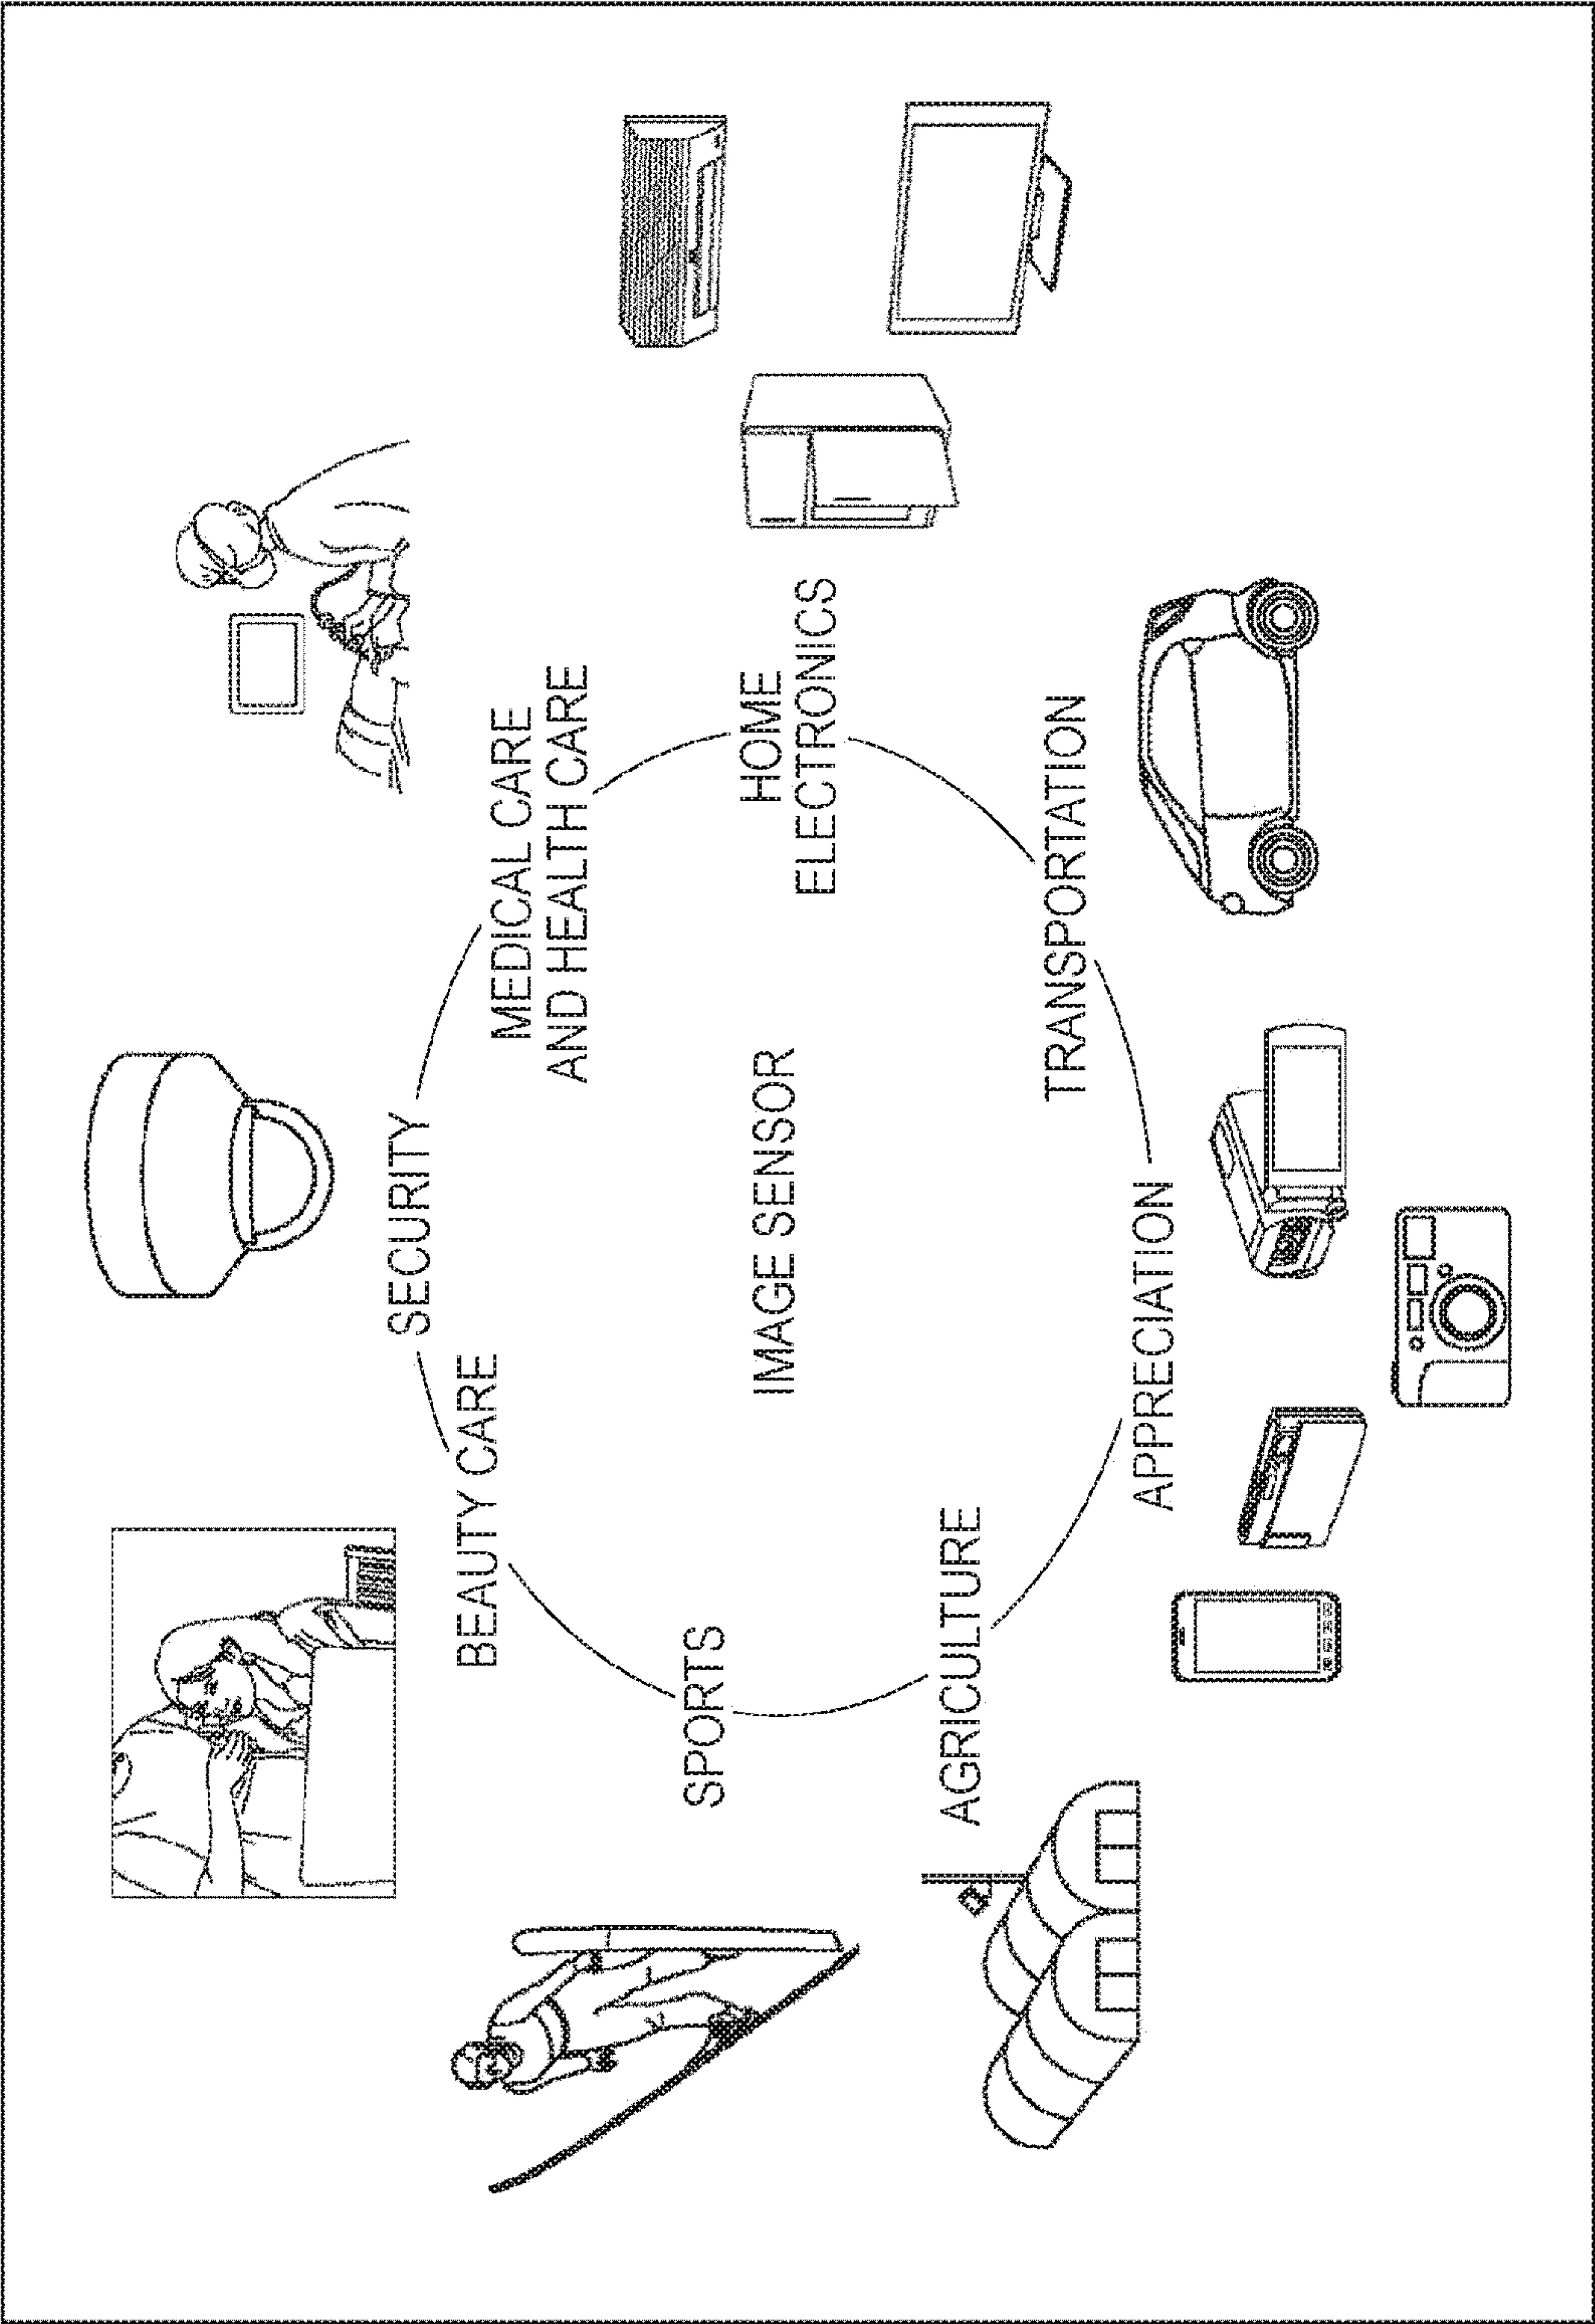 SECURITY
BEAUTY CARE
MEDICAL CARE
AND HEALTH CARE
SPORTS
IMAGE SENSOR
HOME
ELECTRONICS
AGRICULTURE
TRANSPORTATION
APPRECIATION